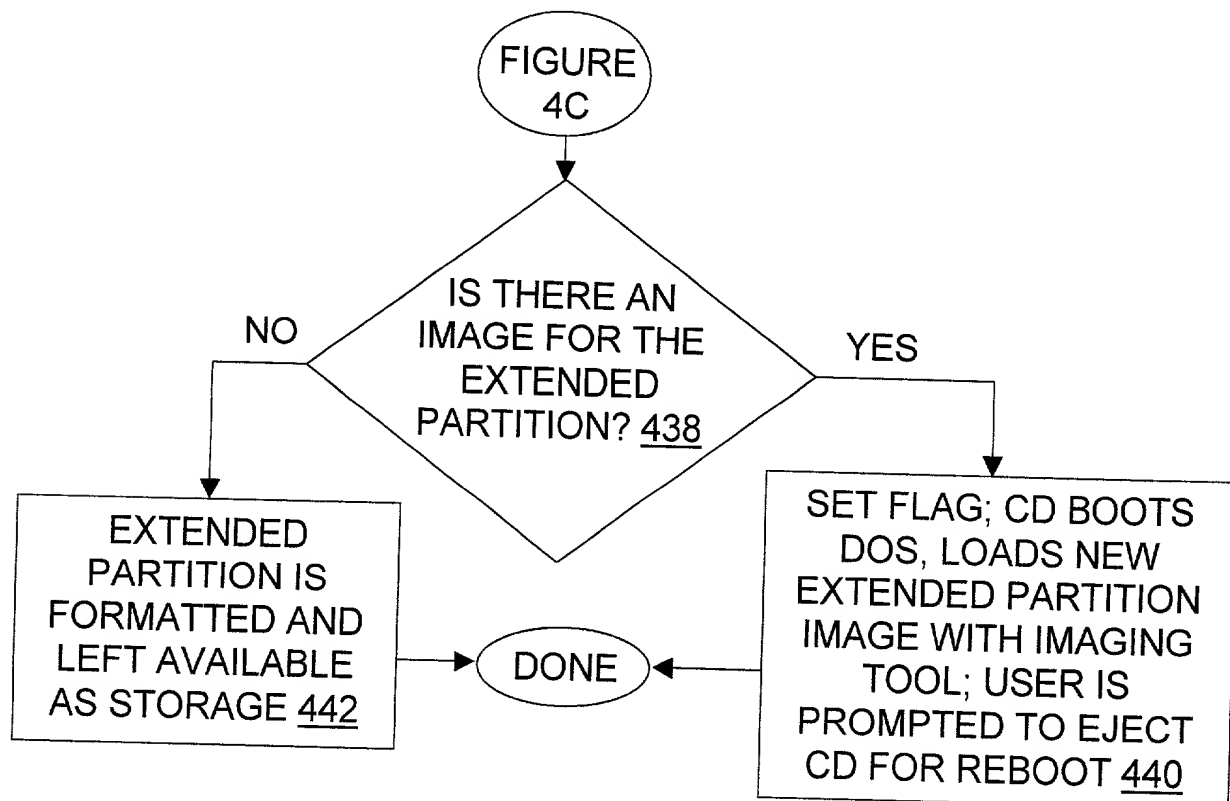 FIGURE
4C
IS THERE AN
IMAGE FOR THE
EXTENDED
PARTITION? 438
NO
YES
EXTENDED
PARTITION IS
FORMATTED AND
LEFT AVAILABLE
AS STORAGE 442
DONE
SET FLAG; CD BOOTS
DOS, LOADS NEW
EXTENDED PARTITION
IMAGE WITH IMAGING
TOOL; USER IS
PROMPTED TO EJECT
CD FOR REBOOT 440